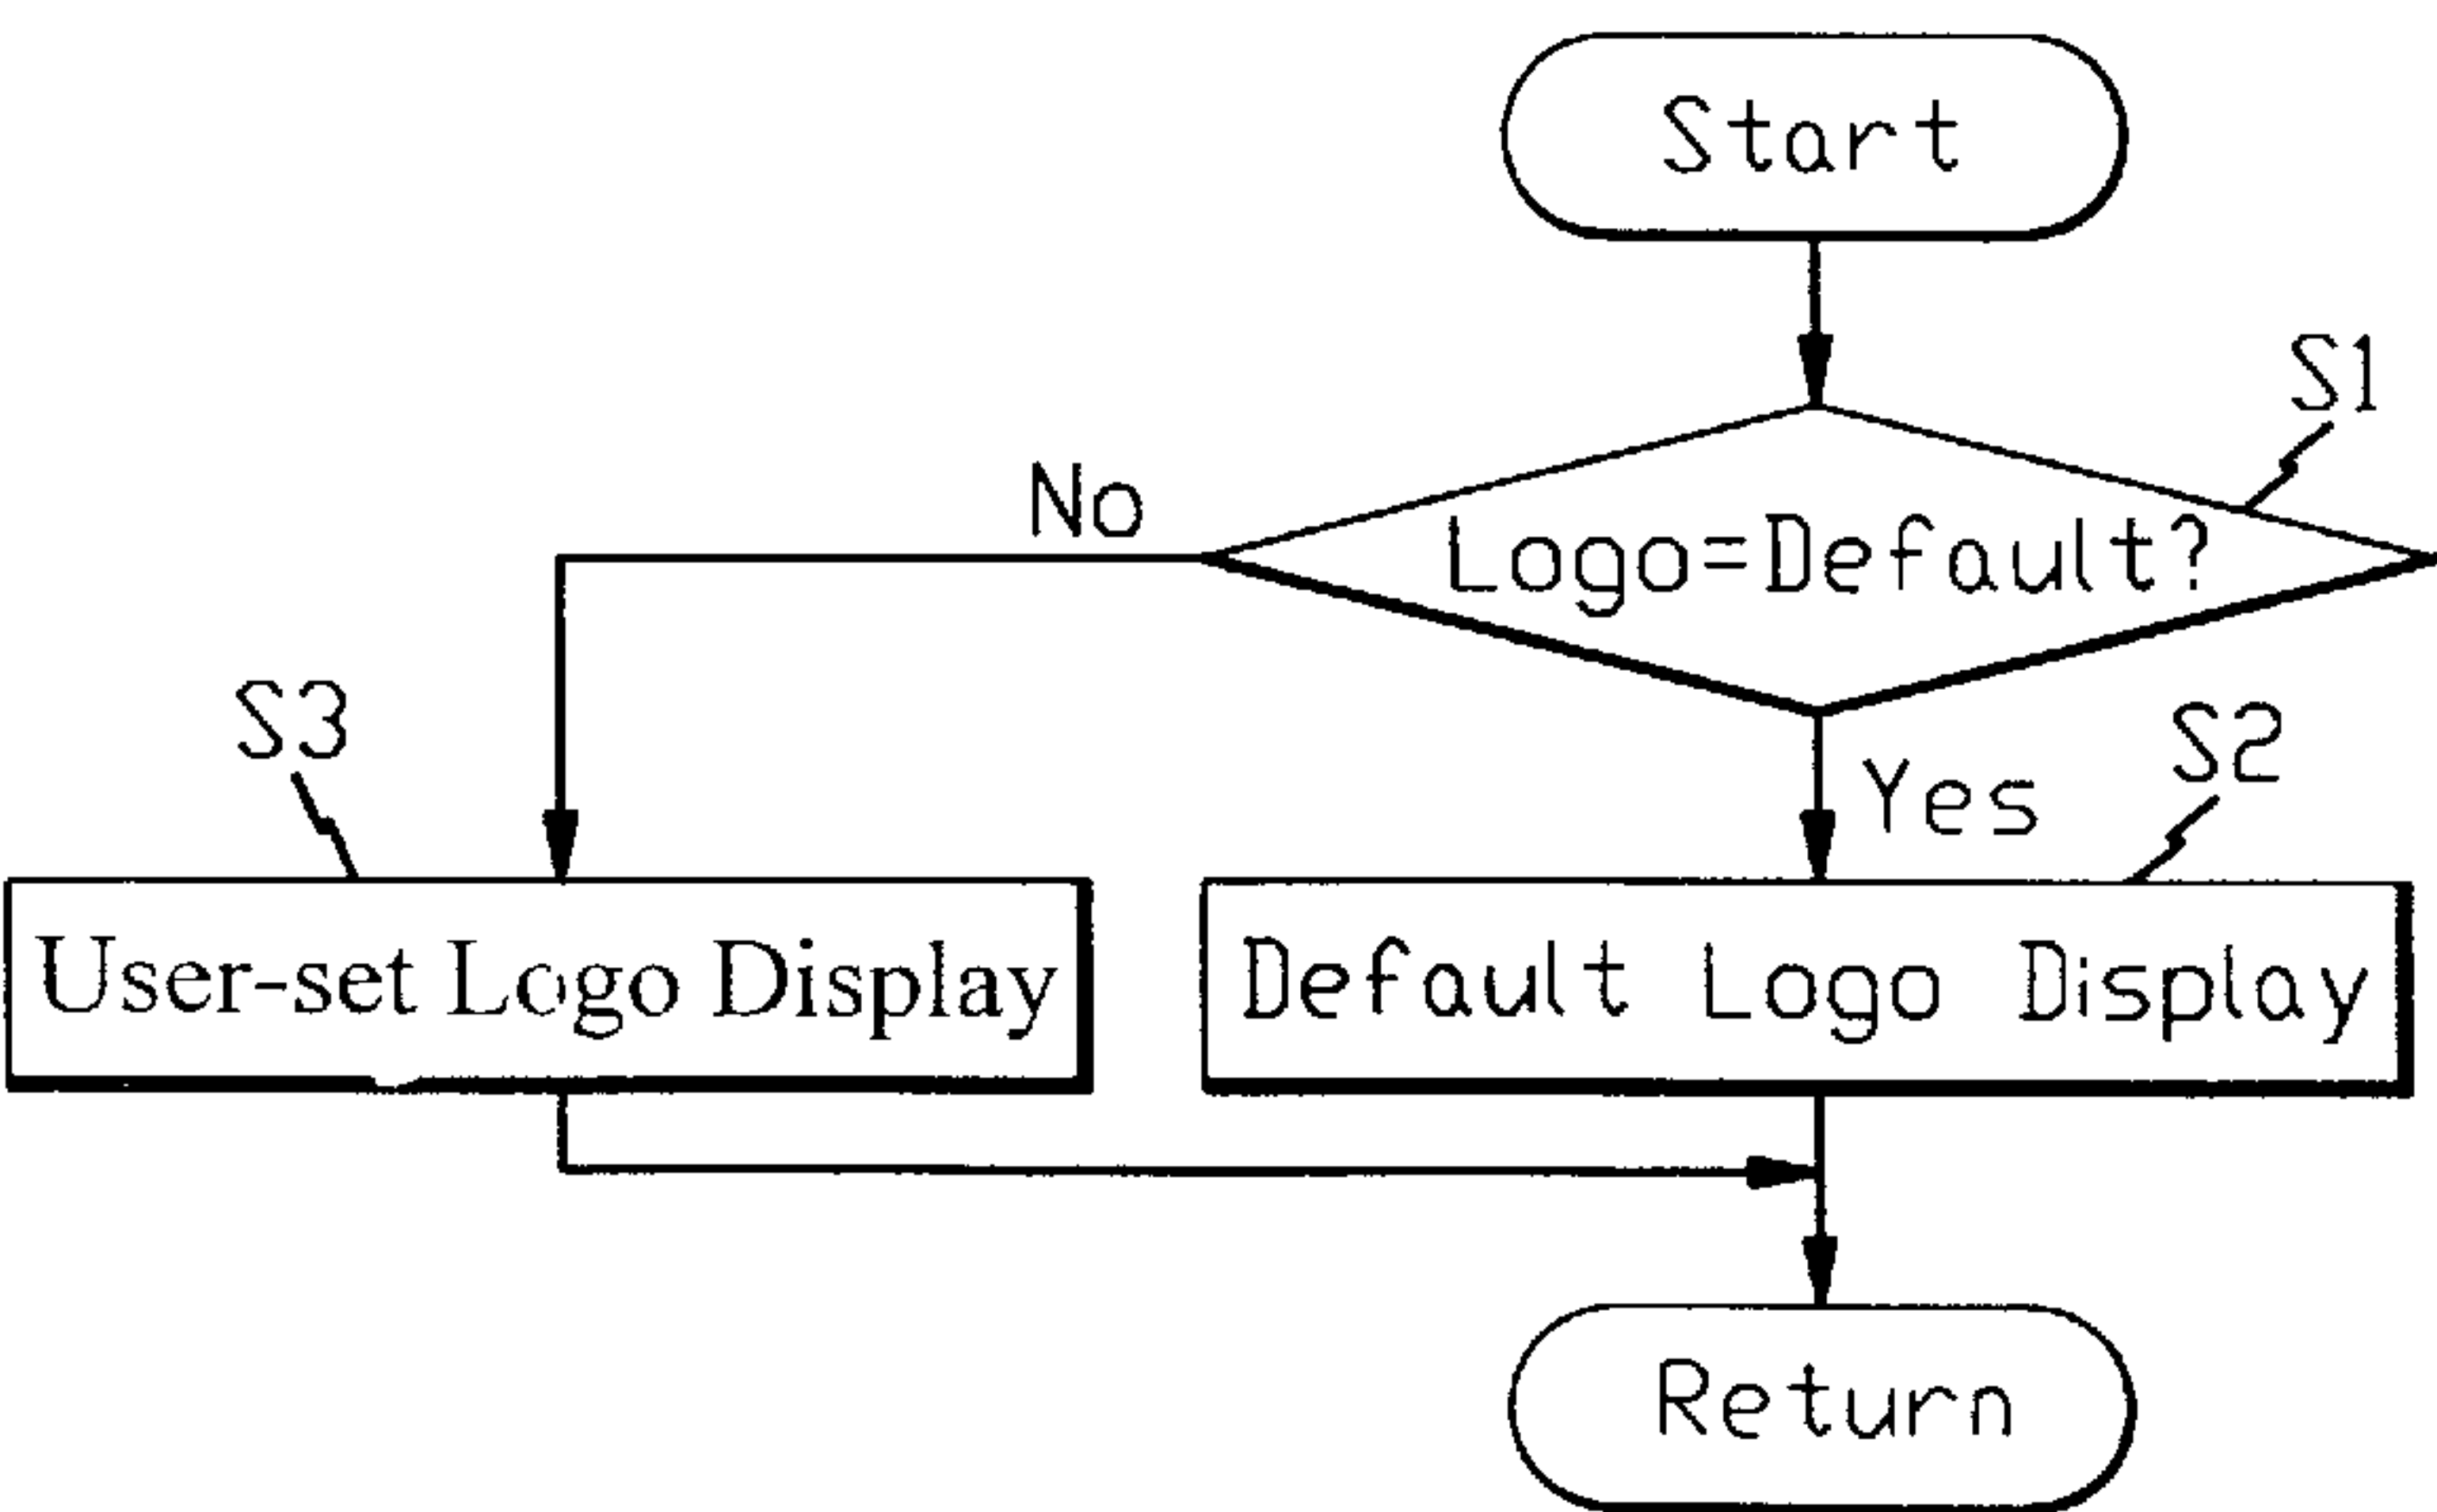 Start
S1
No
Logo=Default?
S3
S2
Yes
User-set Logo Display
Default Logo Display
Return